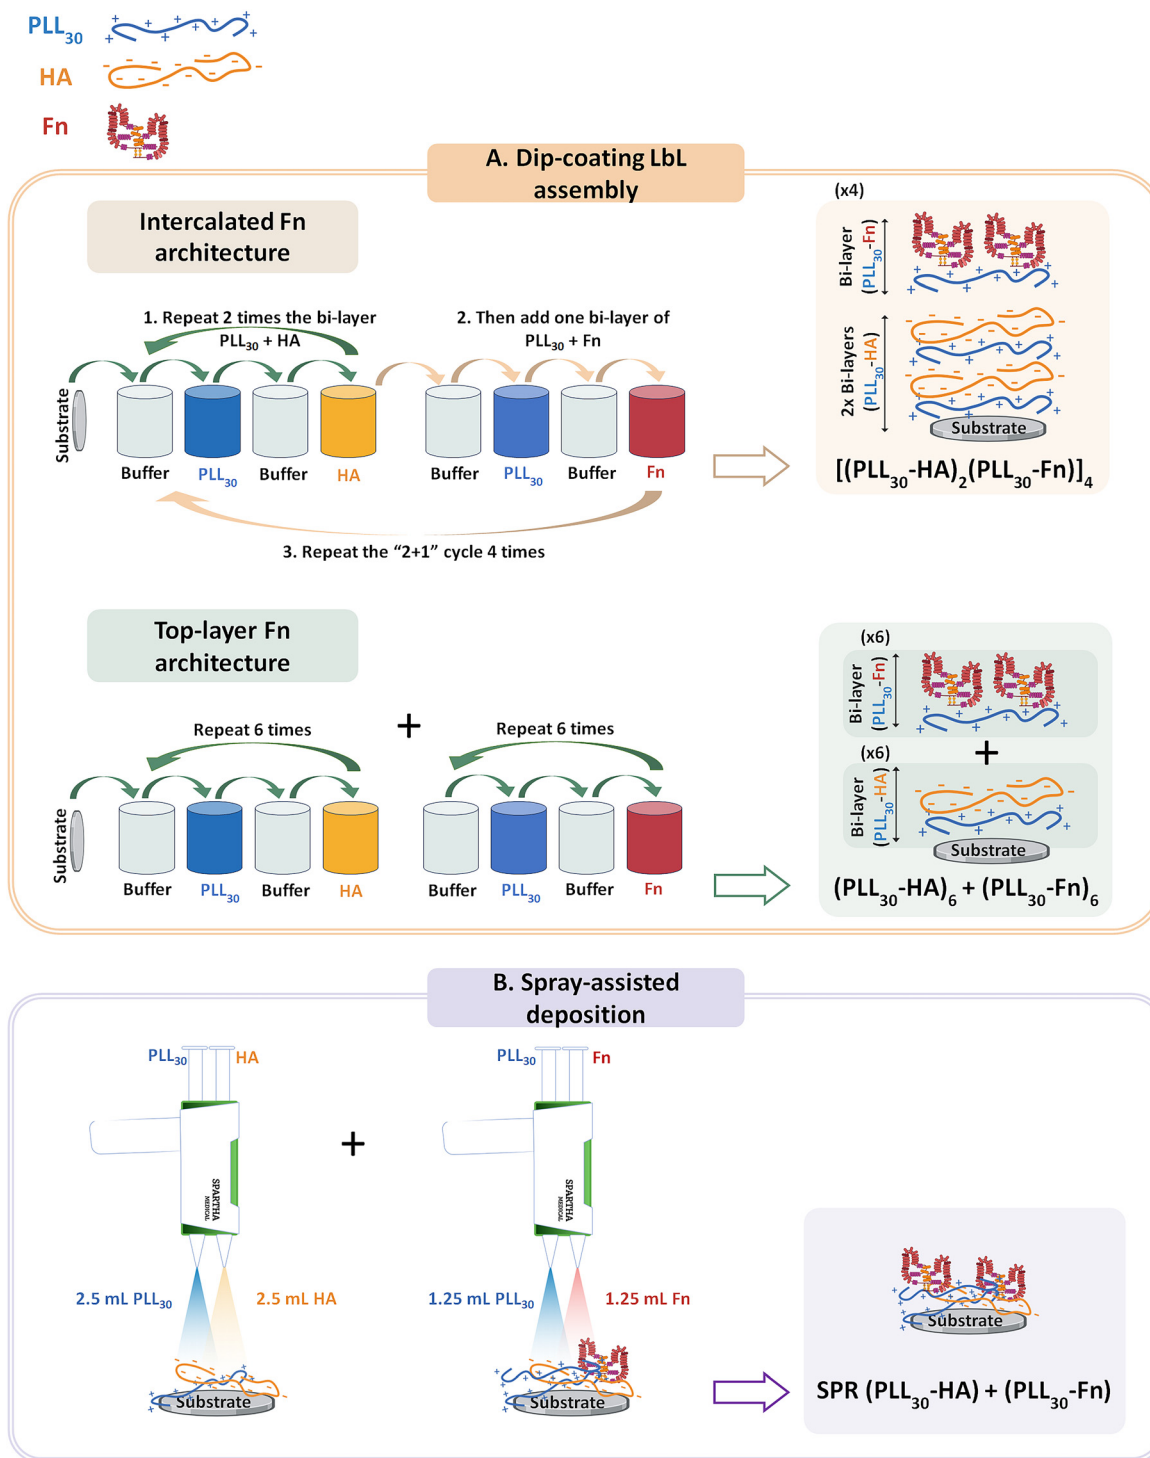 PLL30
HA
Fn
A. Dip-coating LbL
assembly
Intercalated Fn
architecture
1. Repeat 2 times the bi-layer
PLL30 + HA
2. Then add one bi-layer of
PLL30 + Fn
Substrate
Buffer
PLL30
Buffer
HA
Buffer
PLL30
Buffer
Fn
3. Repeat the “2+1” cycle 4 times
(x4)
Bi-layer
(PLL30-Fn)
2x Bi-layers
(PLL30-HA)
Substrate
[(PLL30-HA)2(PLL30-Fn)]4
Top-layer Fn
architecture
Repeat 6 times
+
Repeat 6 times
Substrate
Buffer
PLL30
Buffer
HA
Buffer
PLL30
Buffer
Fn
(x6)
Bi-layer
(PLL30-Fn)
+
(x6)
Bi-layer
(PLL30-HA)
Substrate
(PLL30-HA)6 + (PLL30-Fn)6
B. Spray-assisted
deposition
PLL30
HA
SPARTHA
MEDICAL
2.5 mL PLL30
2.5 mL HA
Substrate
+
PLL30
Fn
SPARTHA
MEDICAL
1.25 mL PLL30
1.25 mL Fn
Substrate
Substrate
SPR (PLL30-HA) + (PLL30-Fn)